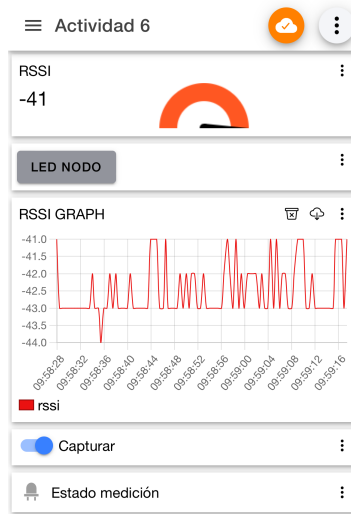 Actividad 6
RSSI
-41
LED NODO
RSSI GRAPH
-41.0
-41.5
-42.0
-42.5
-43.0
-43.5
-44.0
09:58:28 09:58:32 09:58:36 09:58:40 09:58:44 09:58:48 09:58:52 09:58:56 09:59:00 09:59:04 09:59:08 09:59:12 09:59:16
rssi
Capturar
Estado medición